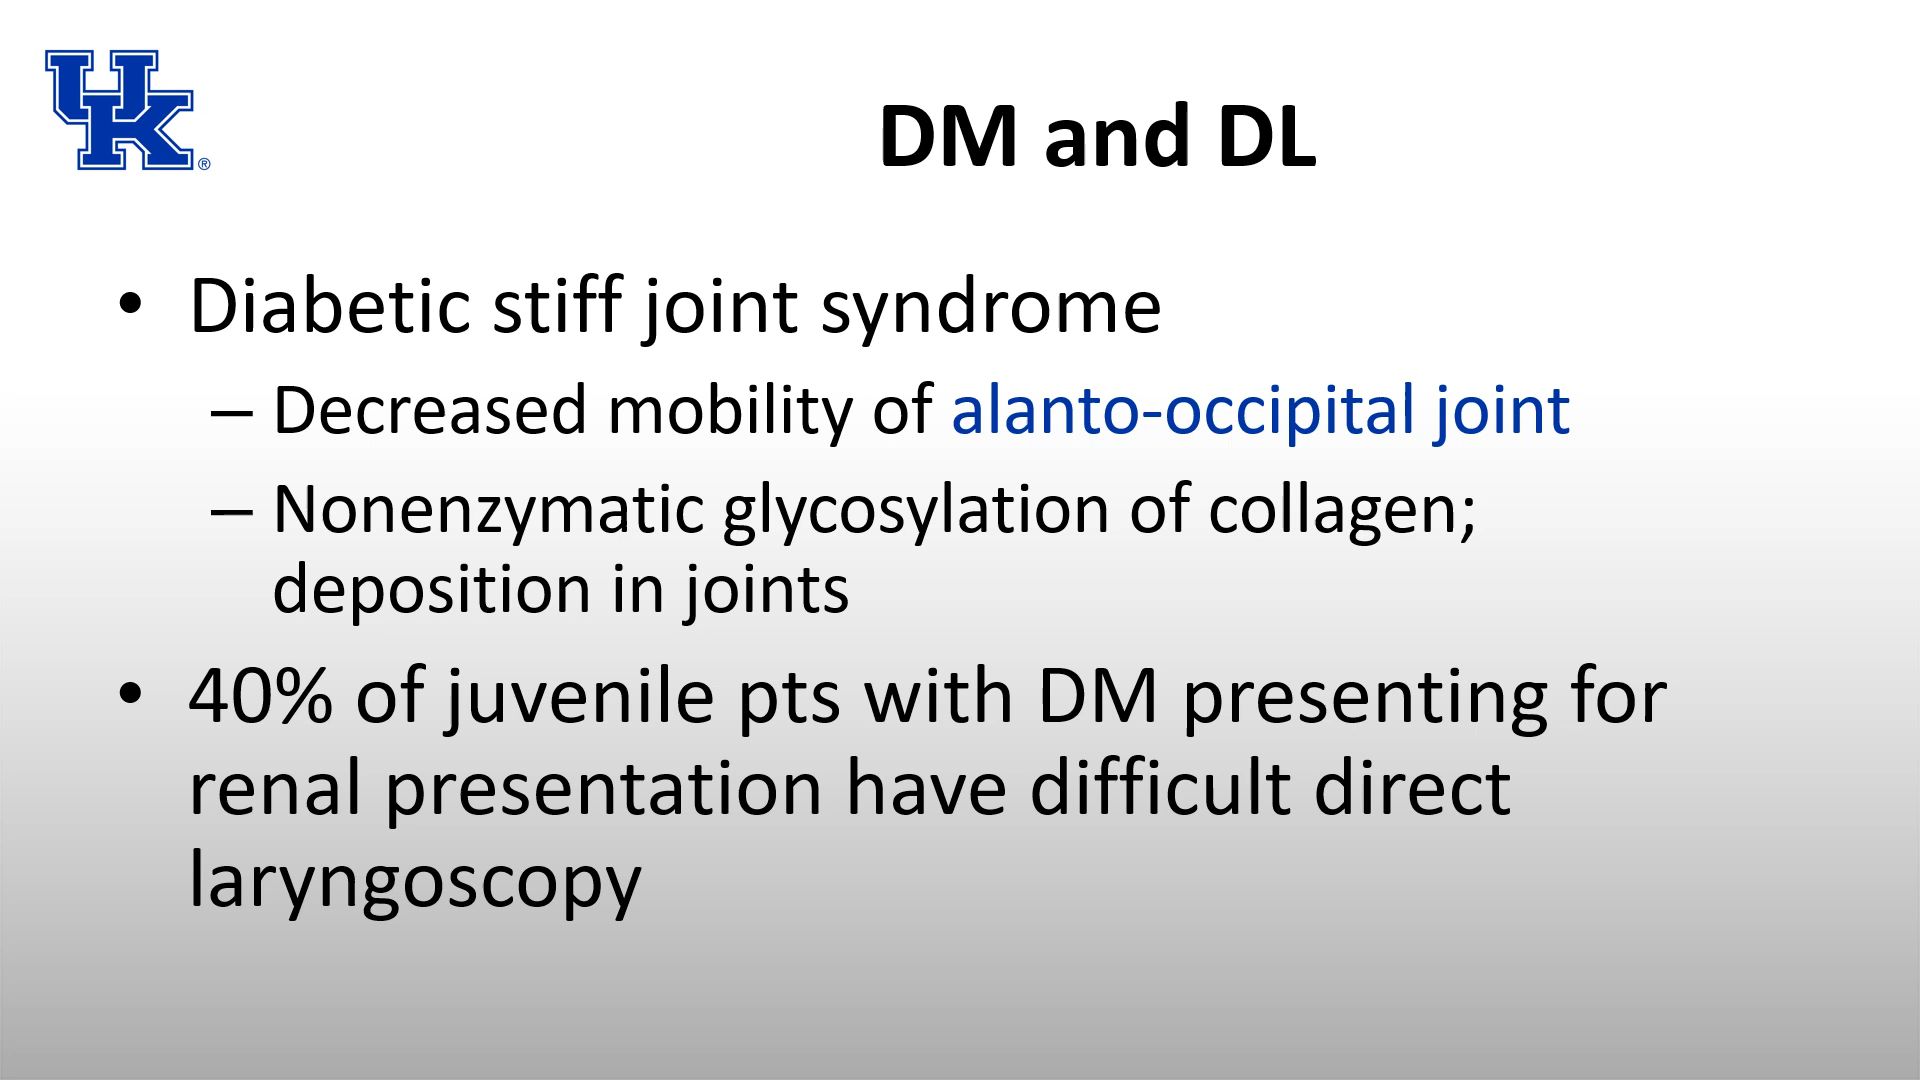 UK®
DM and DL
• Diabetic stiff joint syndrome
– Decreased mobility of alanto-occipital joint
– Nonenzymatic glycosylation of collagen;
deposition in joints
• 40% of juvenile pts with DM presenting for
renal presentation have difficult direct
laryngoscopy